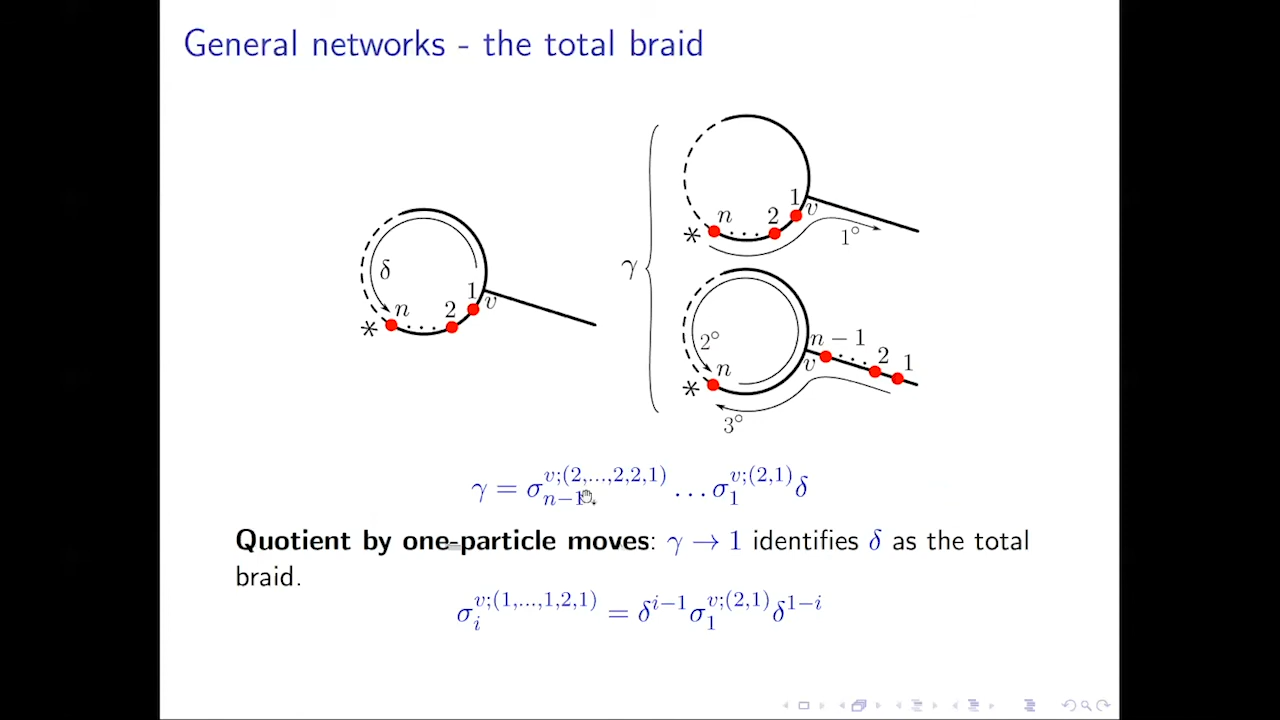 General networks - the total braid
δ
n
2
1
v
*
γ
n
2
1
v
*
1°
2°
n
n − 1
2
1
v
*
3°
γ = σ_{n−1}^{v;(2,...,2,2,1)} ... σ_1^{v;(2,1)} δ
Quotient by one-particle moves: γ → 1 identifies δ as the total
braid.
σ_i^{v;(1,...,1,2,1)} = δ^{i−1} σ_1^{v;(2,1)} δ^{1−i}